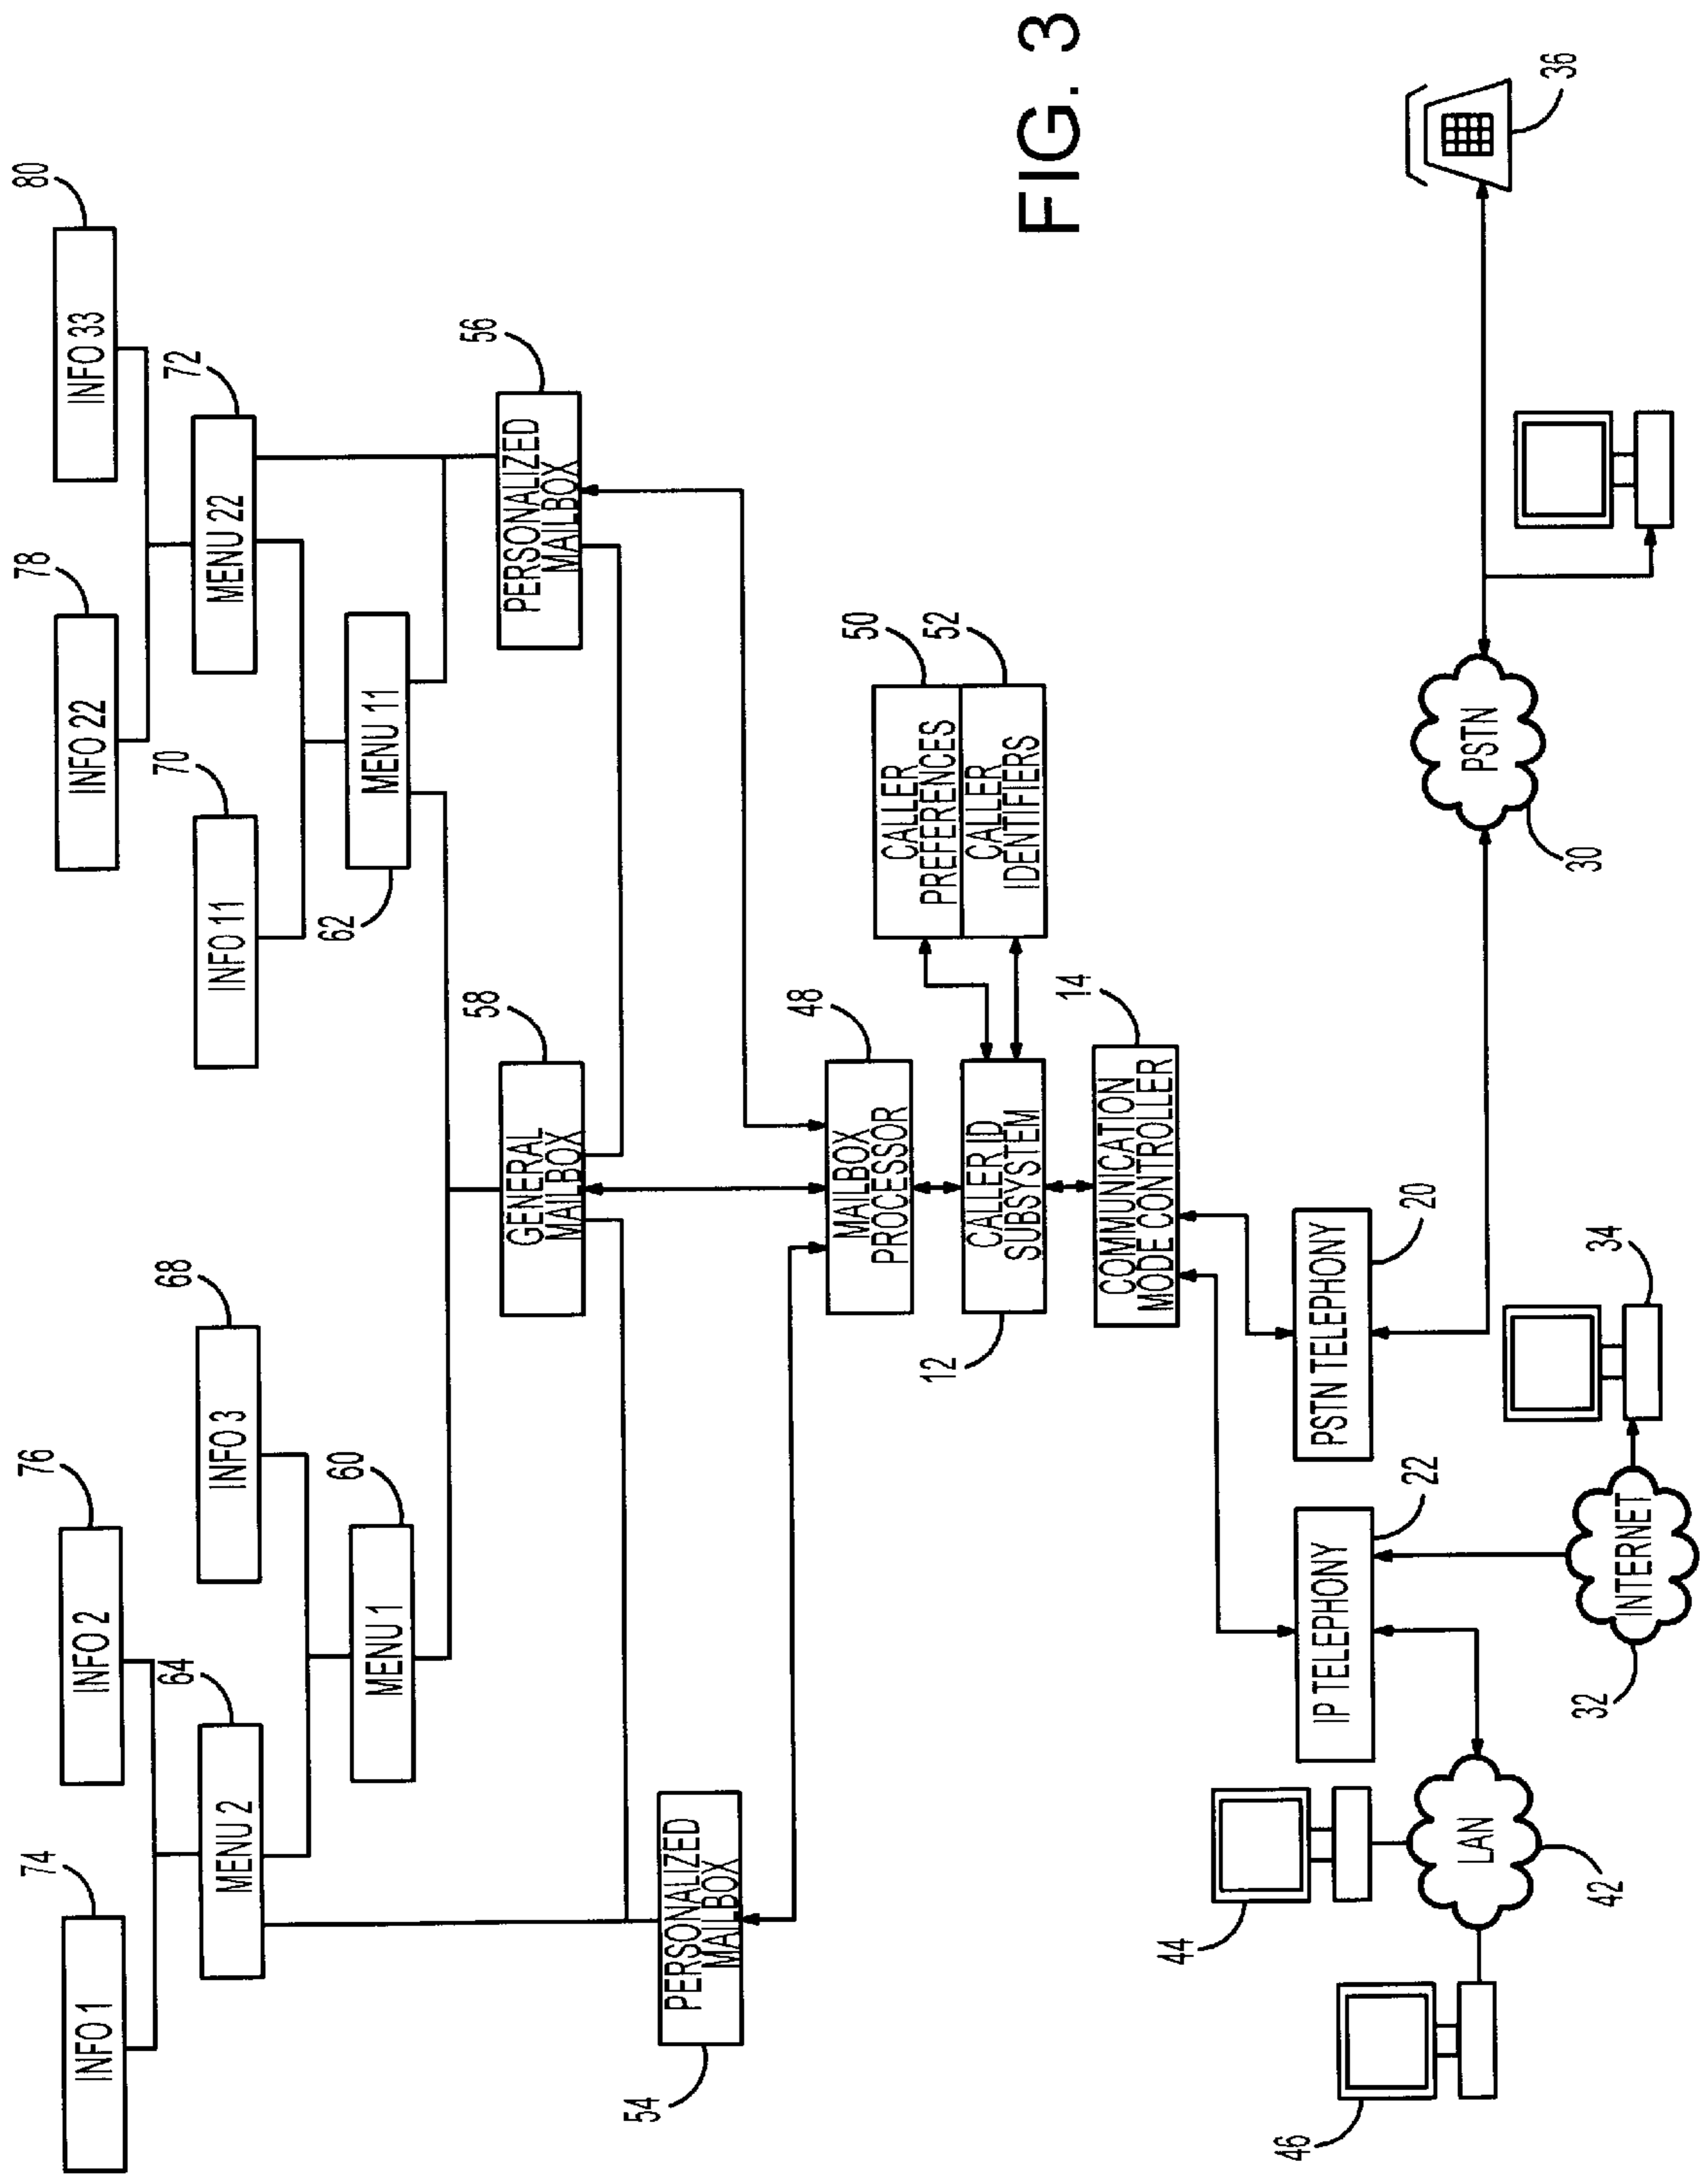 74
INFO 1
76
INFO 2
78
INFO 22
80
INFO 33
64
MENU 2
68
INFO 3
70
INFO 11
72
MENU 22
60
MENU 1
62
MENU 11
58
GENERAL
MAILBOX
56
PERSONALIZED
MAILBOX
54
PERSONALIZED
MAILBOX
48
MAILBOX
PROCESSOR
50
CALLER
PREFERENCES
52
CALLER
IDENTIFIERS
12
CALLER ID
SUBSYSTEM
14
COMMUNICATION
MODE CONTROLLER
FIG. 3
44
46
LAN
42
22
IP TELEPHONY
20
PSTN TELEPHONY
INTERNET
32
34
PSTN
30
36